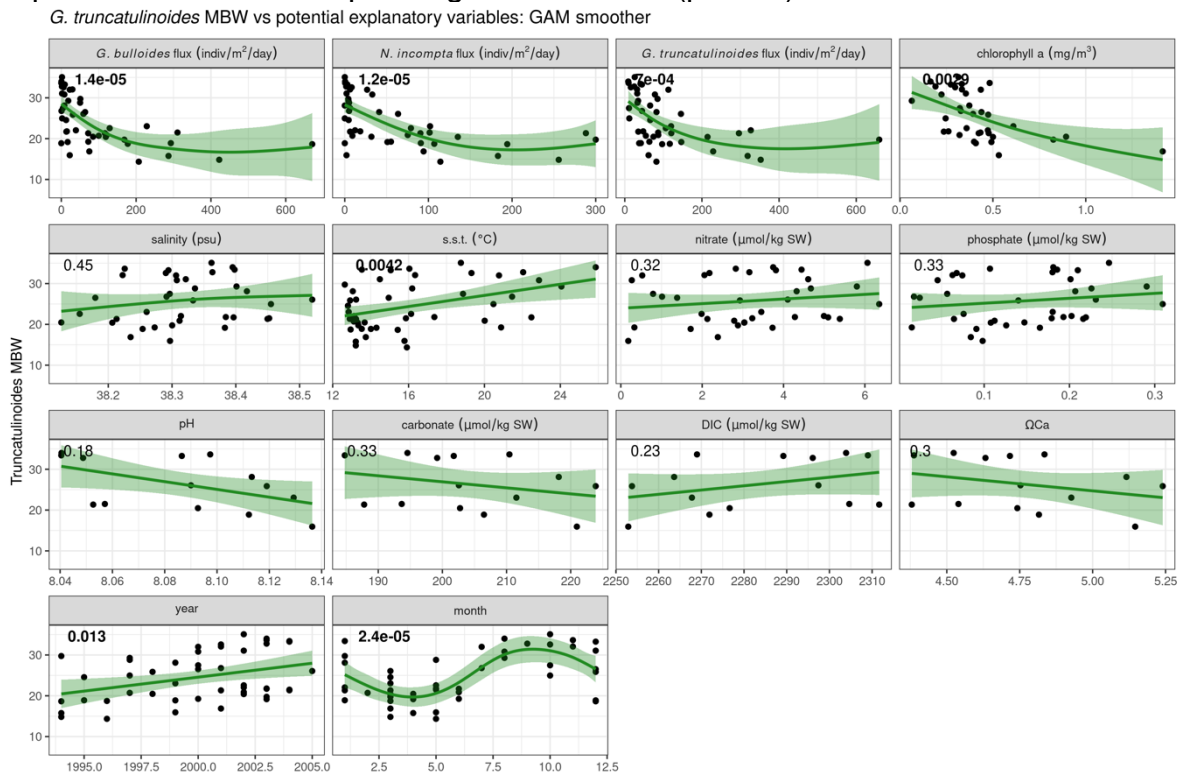 G. truncatulinoides MBW vs potential explanatory variables: GAM smoother
G. bulloides flux (indiv/m²/day)
N. incompta flux (indiv/m²/day)
G. truncatulinoides flux (indiv/m²/day)
chlorophyll a (mg/m³)
1.4e-05
1.2e-05
7e-04
0.0029
30
20
10
0 200 400 600
0 100 200 300
0 200 400 600
0.0 0.5 1.0
salinity (psu)
s.s.t. (°C)
nitrate (µmol/kg SW)
phosphate (µmol/kg SW)
0.45
0.0042
0.32
0.33
30
20
10
38.2 38.3 38.4 38.5
12 16 20 24
0 2 4 6
0.1 0.2 0.3
Truncatulinoides MBW
pH
carbonate (µmol/kg SW)
DIC (µmol/kg SW)
ΩCa
0.18
0.33
0.23
0.3
30
20
10
8.04 8.06 8.08 8.10 8.12 8.14
190 200 210 220
2250 2260 2270 2280 2290 2300 2310
4.50 4.75 5.00 5.25
year
month
0.013
2.4e-05
30
20
10
1995.0 1997.5 2000.0 2002.5 2005.0
2.5 5.0 7.5 10.0 12.5